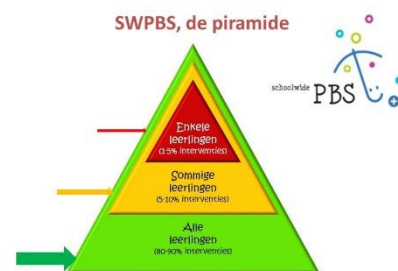 SWPBS, de piramide
schoolwide
PBS
Enkele
leerlingen
(1-5% interventies)
Sommige
leerlingen
(5-10% interventies)
Alle
leerlingen
(80-90% interventies)